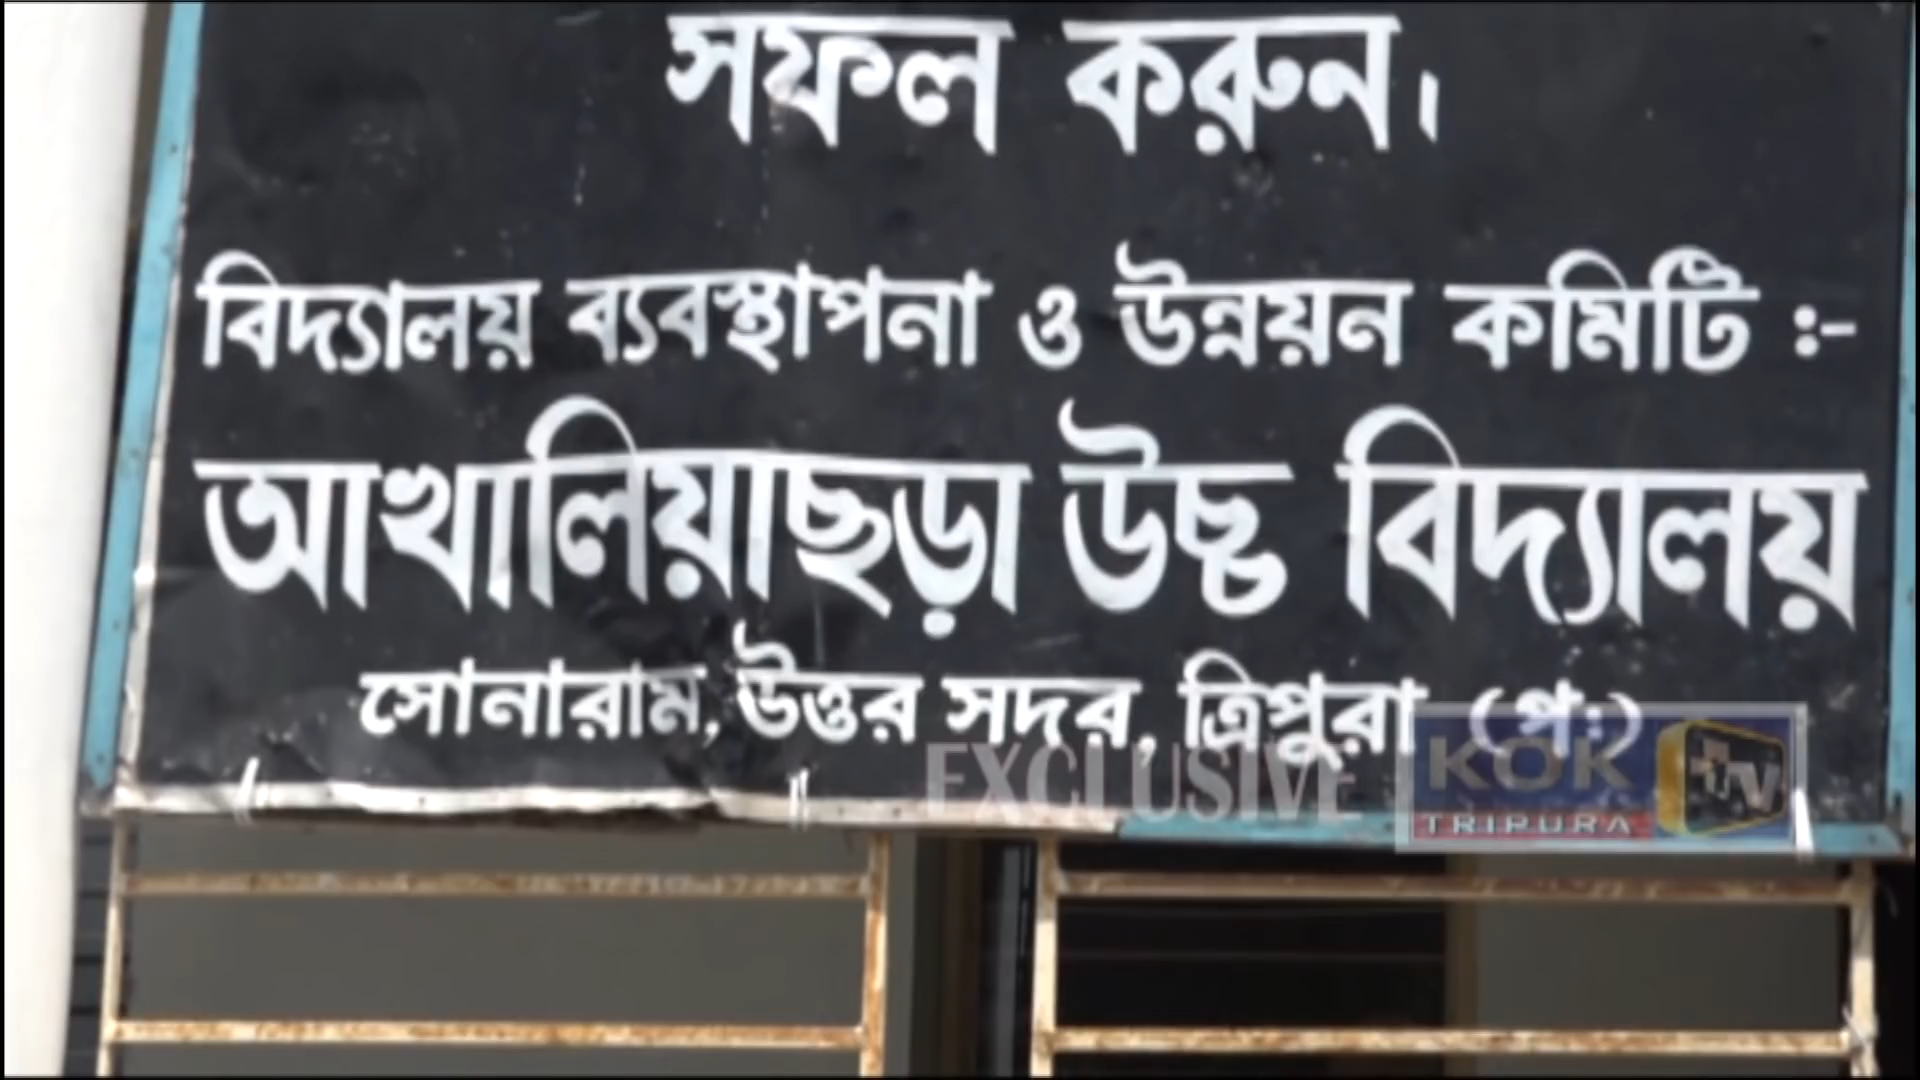 সফল করুন।
বিদ্যালয় ব্যবস্থাপনা ও উন্নয়ন কমিটি :-
আখালিয়াছড়া উচ্চ বিদ্যালয়
সোনারাম, উত্তর সদর, ত্রিপুরা (প:)
EXCLUSIVE
KOK tv
TRIPURA